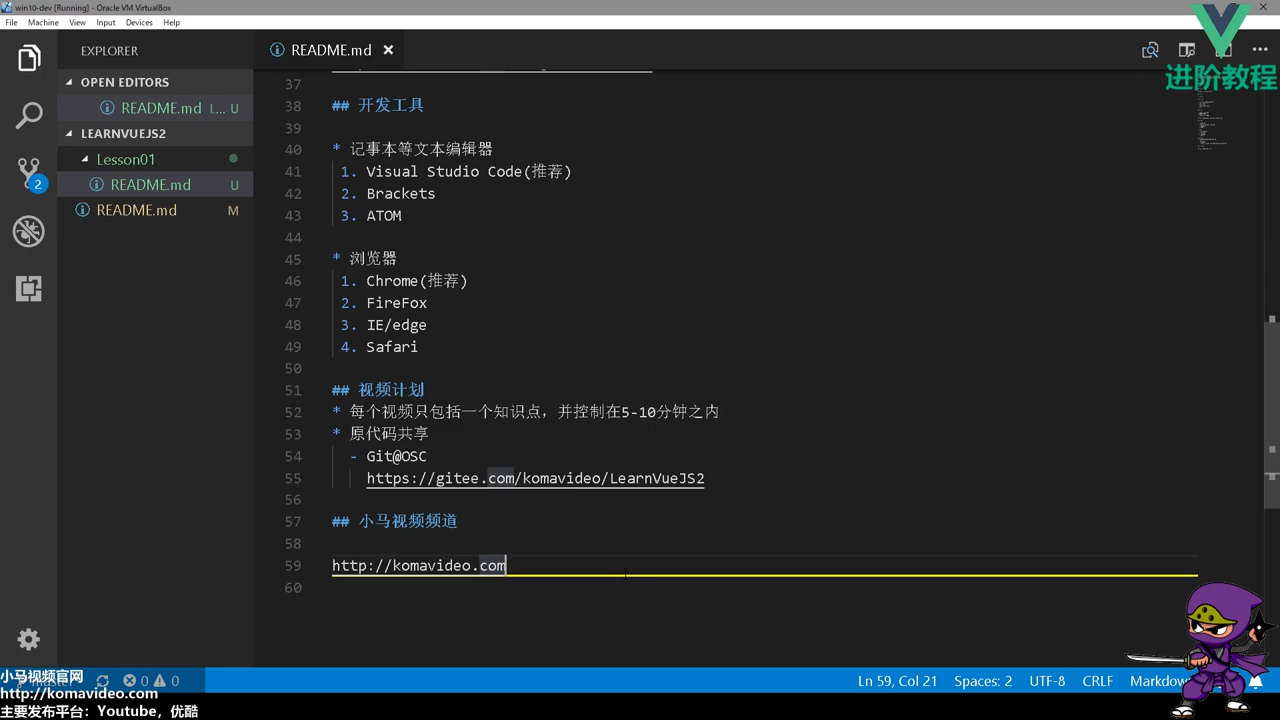 win10-dev [Running] - Oracle VM VirtualBox
File Machine View Input Devices Help
EXPLORER
README.md
OPEN EDITORS
README.md L... U
LEARNVUEJS2
Lesson01
README.md U
README.md M
2
进阶教程
37
38 ## 开发工具
39
40 * 记事本等文本编辑器
41 1. Visual Studio Code(推荐)
42 2. Brackets
43 3. ATOM
44
45 * 浏览器
46 1. Chrome(推荐)
47 2. FireFox
48 3. IE/edge
49 4. Safari
50
51 ## 视频计划
52 * 每个视频只包括一个知识点，并控制在5-10分钟之内
53 * 原代码共享
54 - Git@OSC
55 https://gitee.com/komavideo/LearnVueJS2
56
57 ## 小马视频频道
58
59 http://komavideo.com
60
小马视频官网
http://komavideo.com
主要发布平台：Youtube，优酷
0 0
Ln 59, Col 21 Spaces: 2 UTF-8 CRLF Markdow